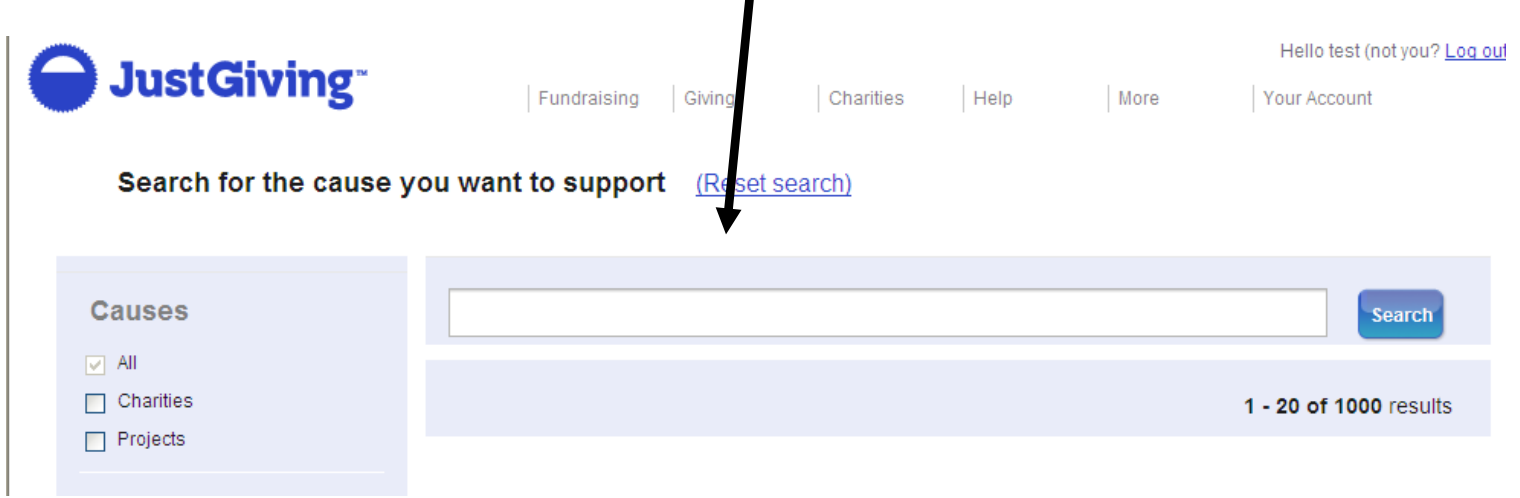 Hello test (not you? Log out
JustGiving™
Fundraising Giving Charities Help More Your Account
Search for the cause you want to support (Reset search)
Causes
Search
All
Charities
1 - 20 of 1000 results
Projects